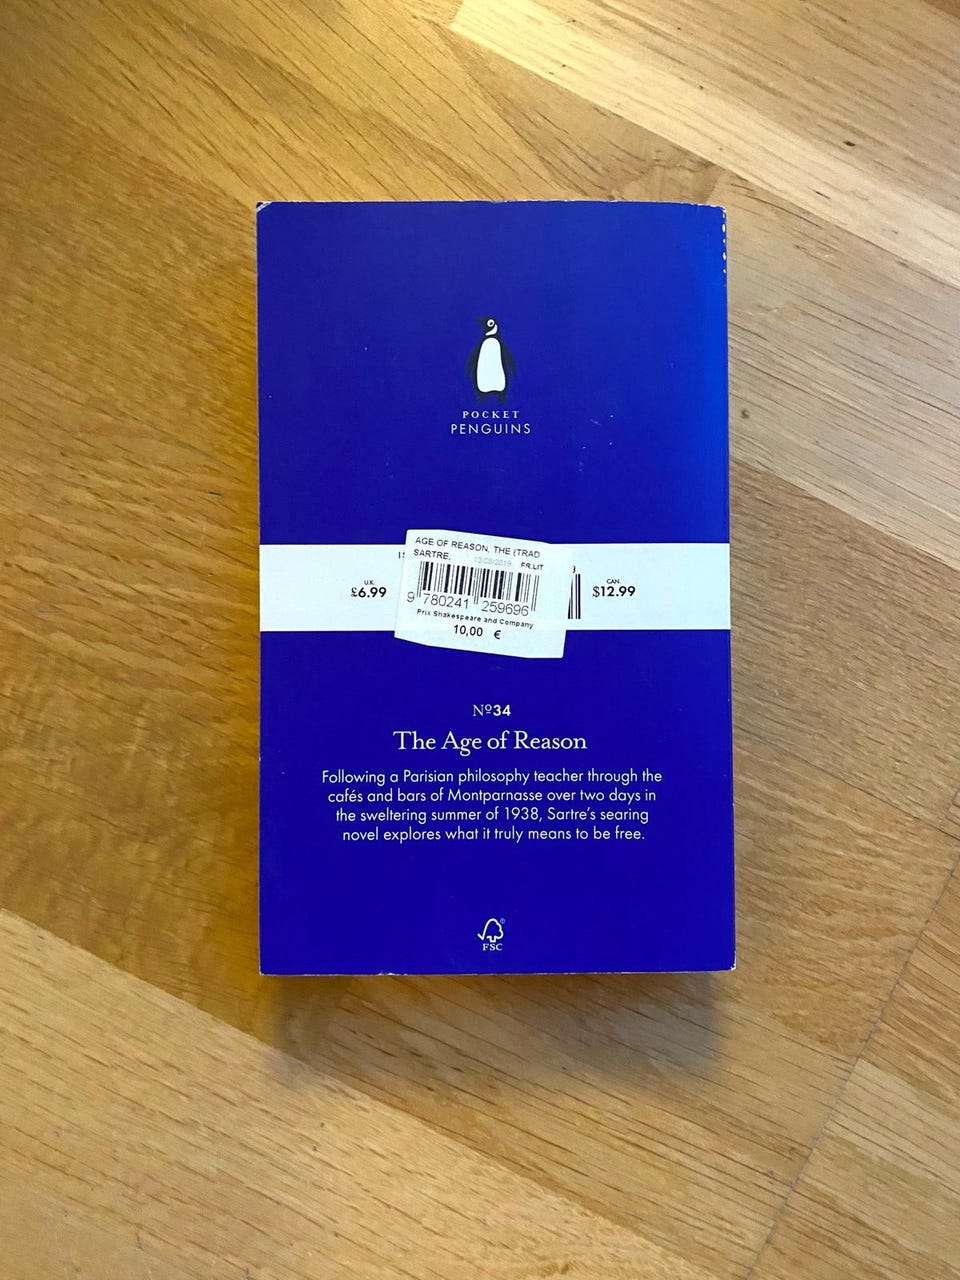 POCKET
PENGUINS
AGE OF REASON, THE (TRAD
SARTRE, 13/08/2019 FR.LIT
9 780241 259696
Prix Shakespeare and Company
10,00 €
U.K.
£6.99
CAN.
$12.99
Nº34
The Age of Reason
Following a Parisian philosophy teacher through the
cafés and bars of Montparnasse over two days in
the sweltering summer of 1938, Sartre's searing
novel explores what it truly means to be free.
FSC